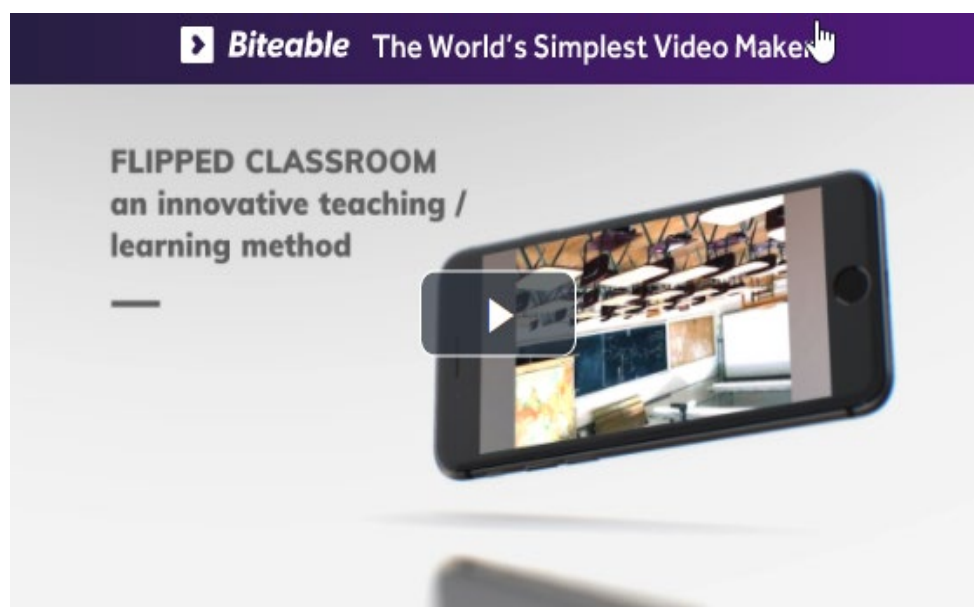 Biteable The World's Simplest Video Maker
FLIPPED CLASSROOM
an innovative teaching /
learning method